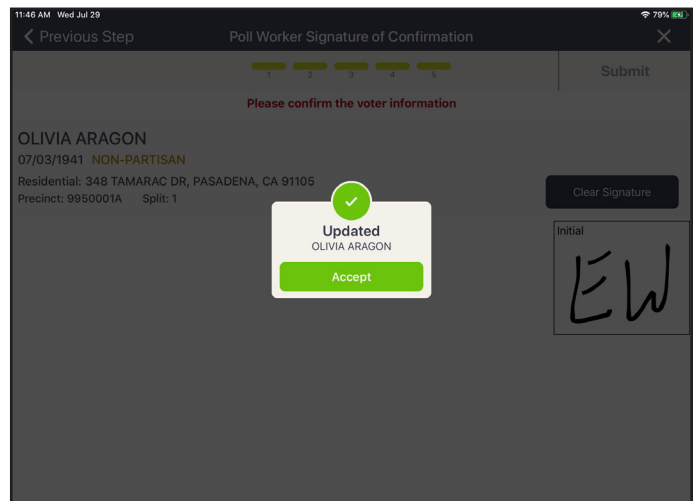 11:46 AM Wed Jul 29
79%
Previous Step
Poll Worker Signature of Confirmation
1 2 3 4 5
Submit
Please confirm the voter information
OLIVIA ARAGON
07/03/1941 NON-PARTISAN
Residential: 348 TAMARAC DR, PASADENA, CA 91105
Precinct: 9950001A Split: 1
Clear Signature
Updated
OLIVIA ARAGON
Accept
Initial
EW